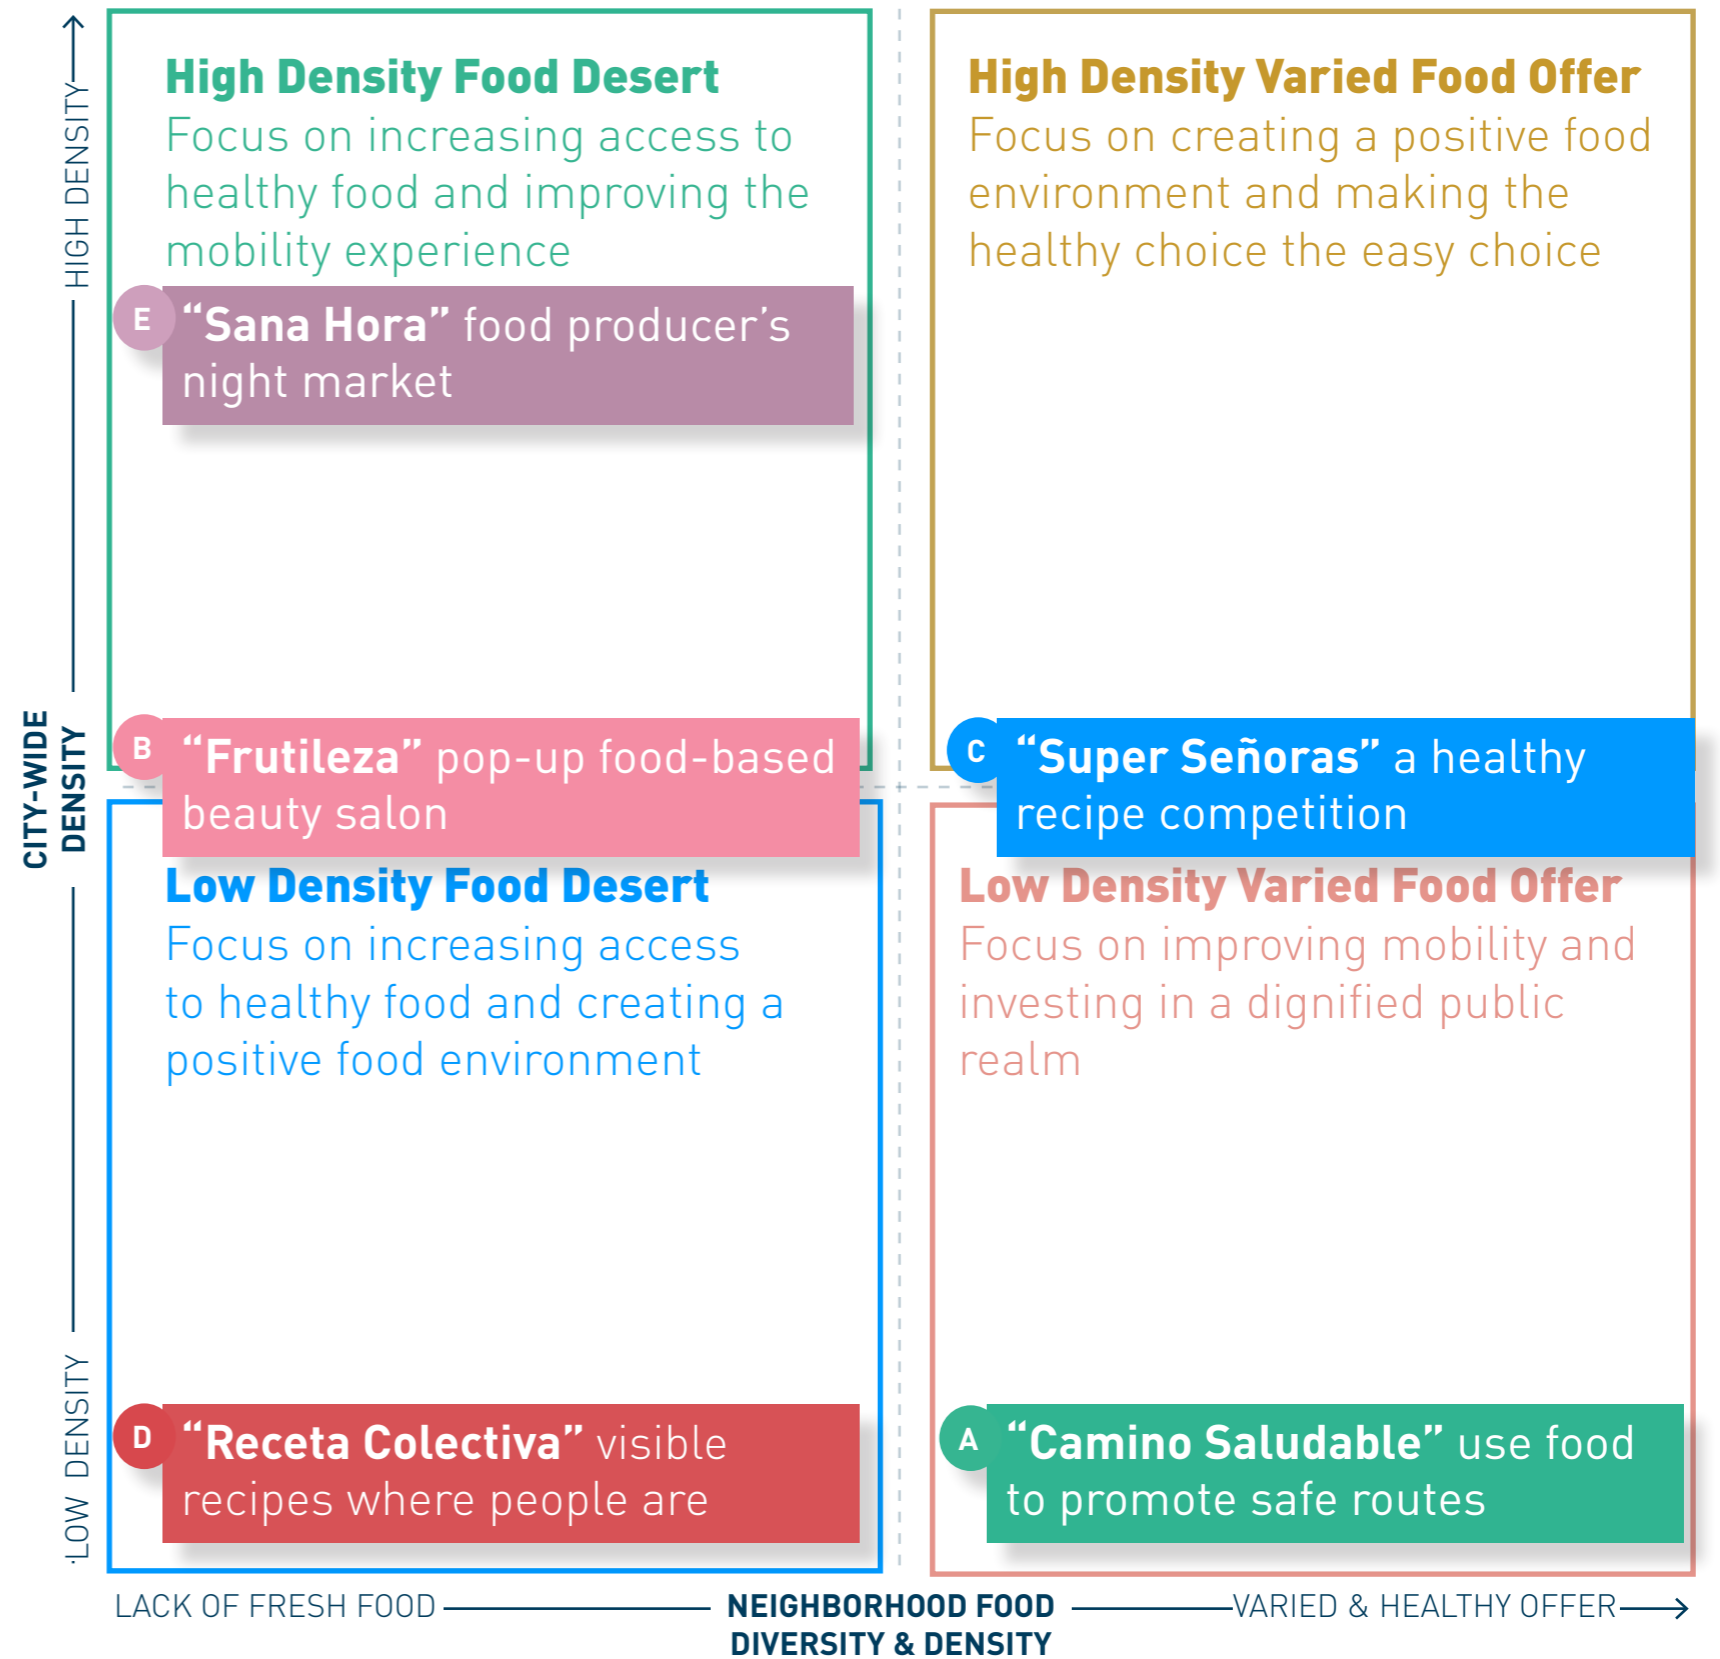 HIGH DENSITY
CITY-WIDE
DENSITY
LOW DENSITY
High Density Food Desert
Focus on increasing access to
healthy food and improving the
mobility experience
E
“Sana Hora” food producer’s
night market
High Density Varied Food Offer
Focus on creating a positive food
environment and making the
healthy choice the easy choice
B
“Frutileza” pop-up food-based
beauty salon
C
“Super Señoras” a healthy
recipe competition
Low Density Food Desert
Focus on increasing access
to healthy food and creating a
positive food environment
Low Density Varied Food Offer
Focus on improving mobility and
investing in a dignified public
realm
D
“Receta Colectiva” visible
recipes where people are
A
“Camino Saludable” use food
to promote safe routes
LACK OF FRESH FOOD
NEIGHBORHOOD FOOD
DIVERSITY & DENSITY
VARIED & HEALTHY OFFER